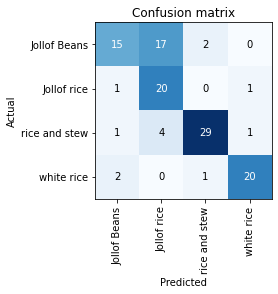 Confusion matrix
Actual
Jollof Beans 15 17 2 0
Jollof rice 1 20 0 1
rice and stew 1 4 29 1
white rice 2 0 1 20
Jollof Beans
Jollof rice
rice and stew
white rice
Predicted